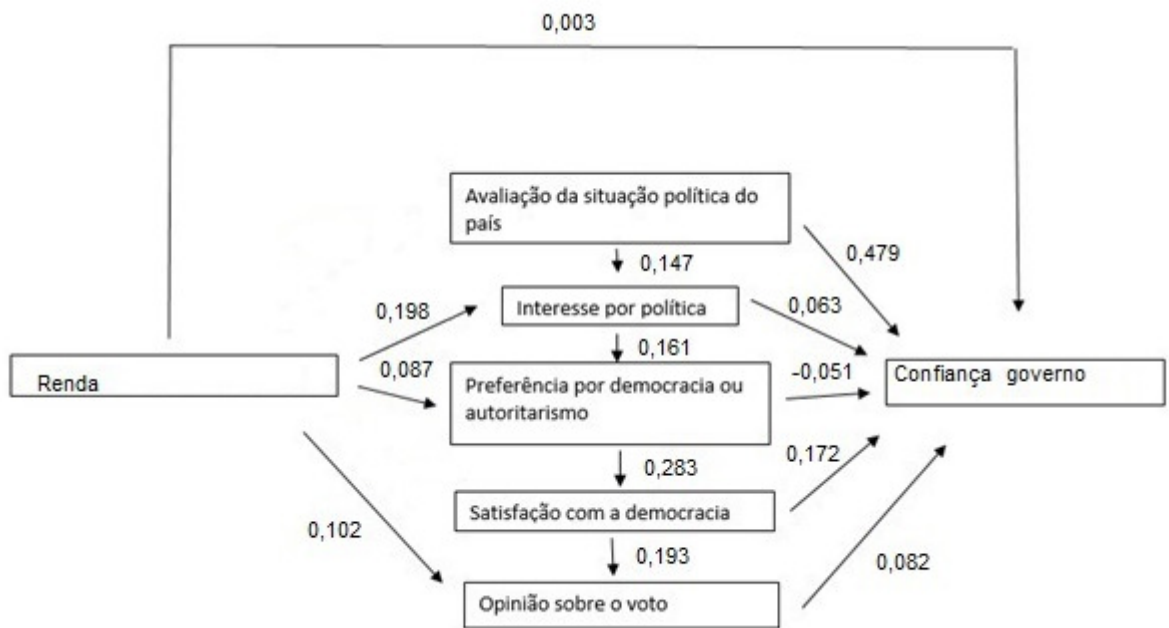 0,003
Avaliação da situação política do
país
0,479
0,147
Interesse por política
0,198
0,063
0,161
0,087
-0,051
Renda
Preferência por democracia ou
autoritarismo
Confiança governo
0,283
0,172
Satisfação com a democracia
0,102
0,193
0,082
Opinião sobre o voto